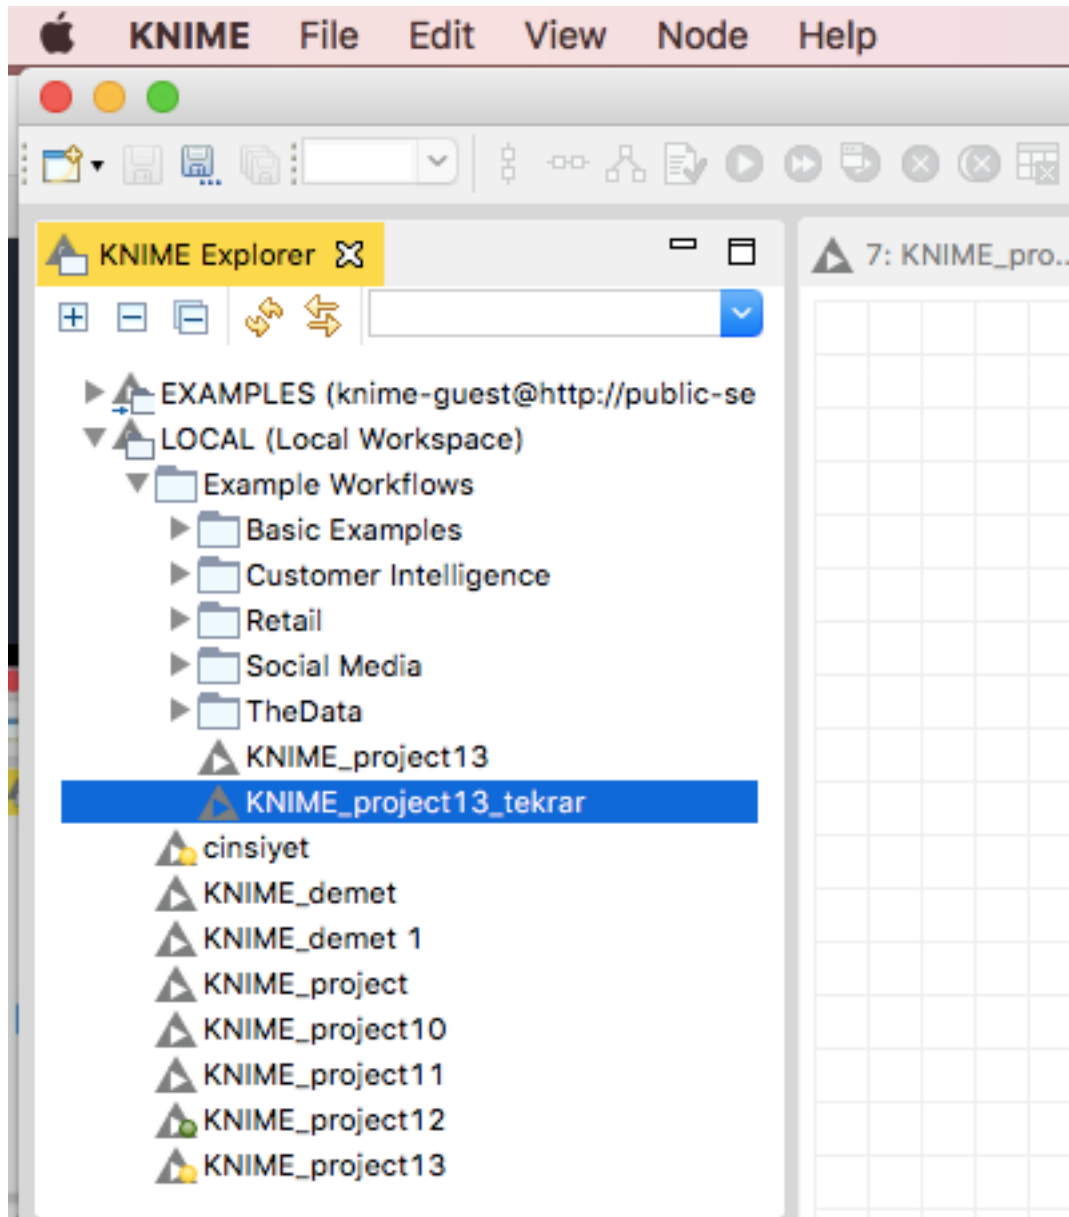 KNIME File Edit View Node Help
KNIME Explorer
7: KNIME_pro..
EXAMPLES (knime-guest@http://public-se
LOCAL (Local Workspace)
Example Workflows
Basic Examples
Customer Intelligence
Retail
Social Media
TheData
KNIME_project13
KNIME_project13_tekrar
cinsiyet
KNIME_demet
KNIME_demet 1
KNIME_project
KNIME_project10
KNIME_project11
KNIME_project12
KNIME_project13